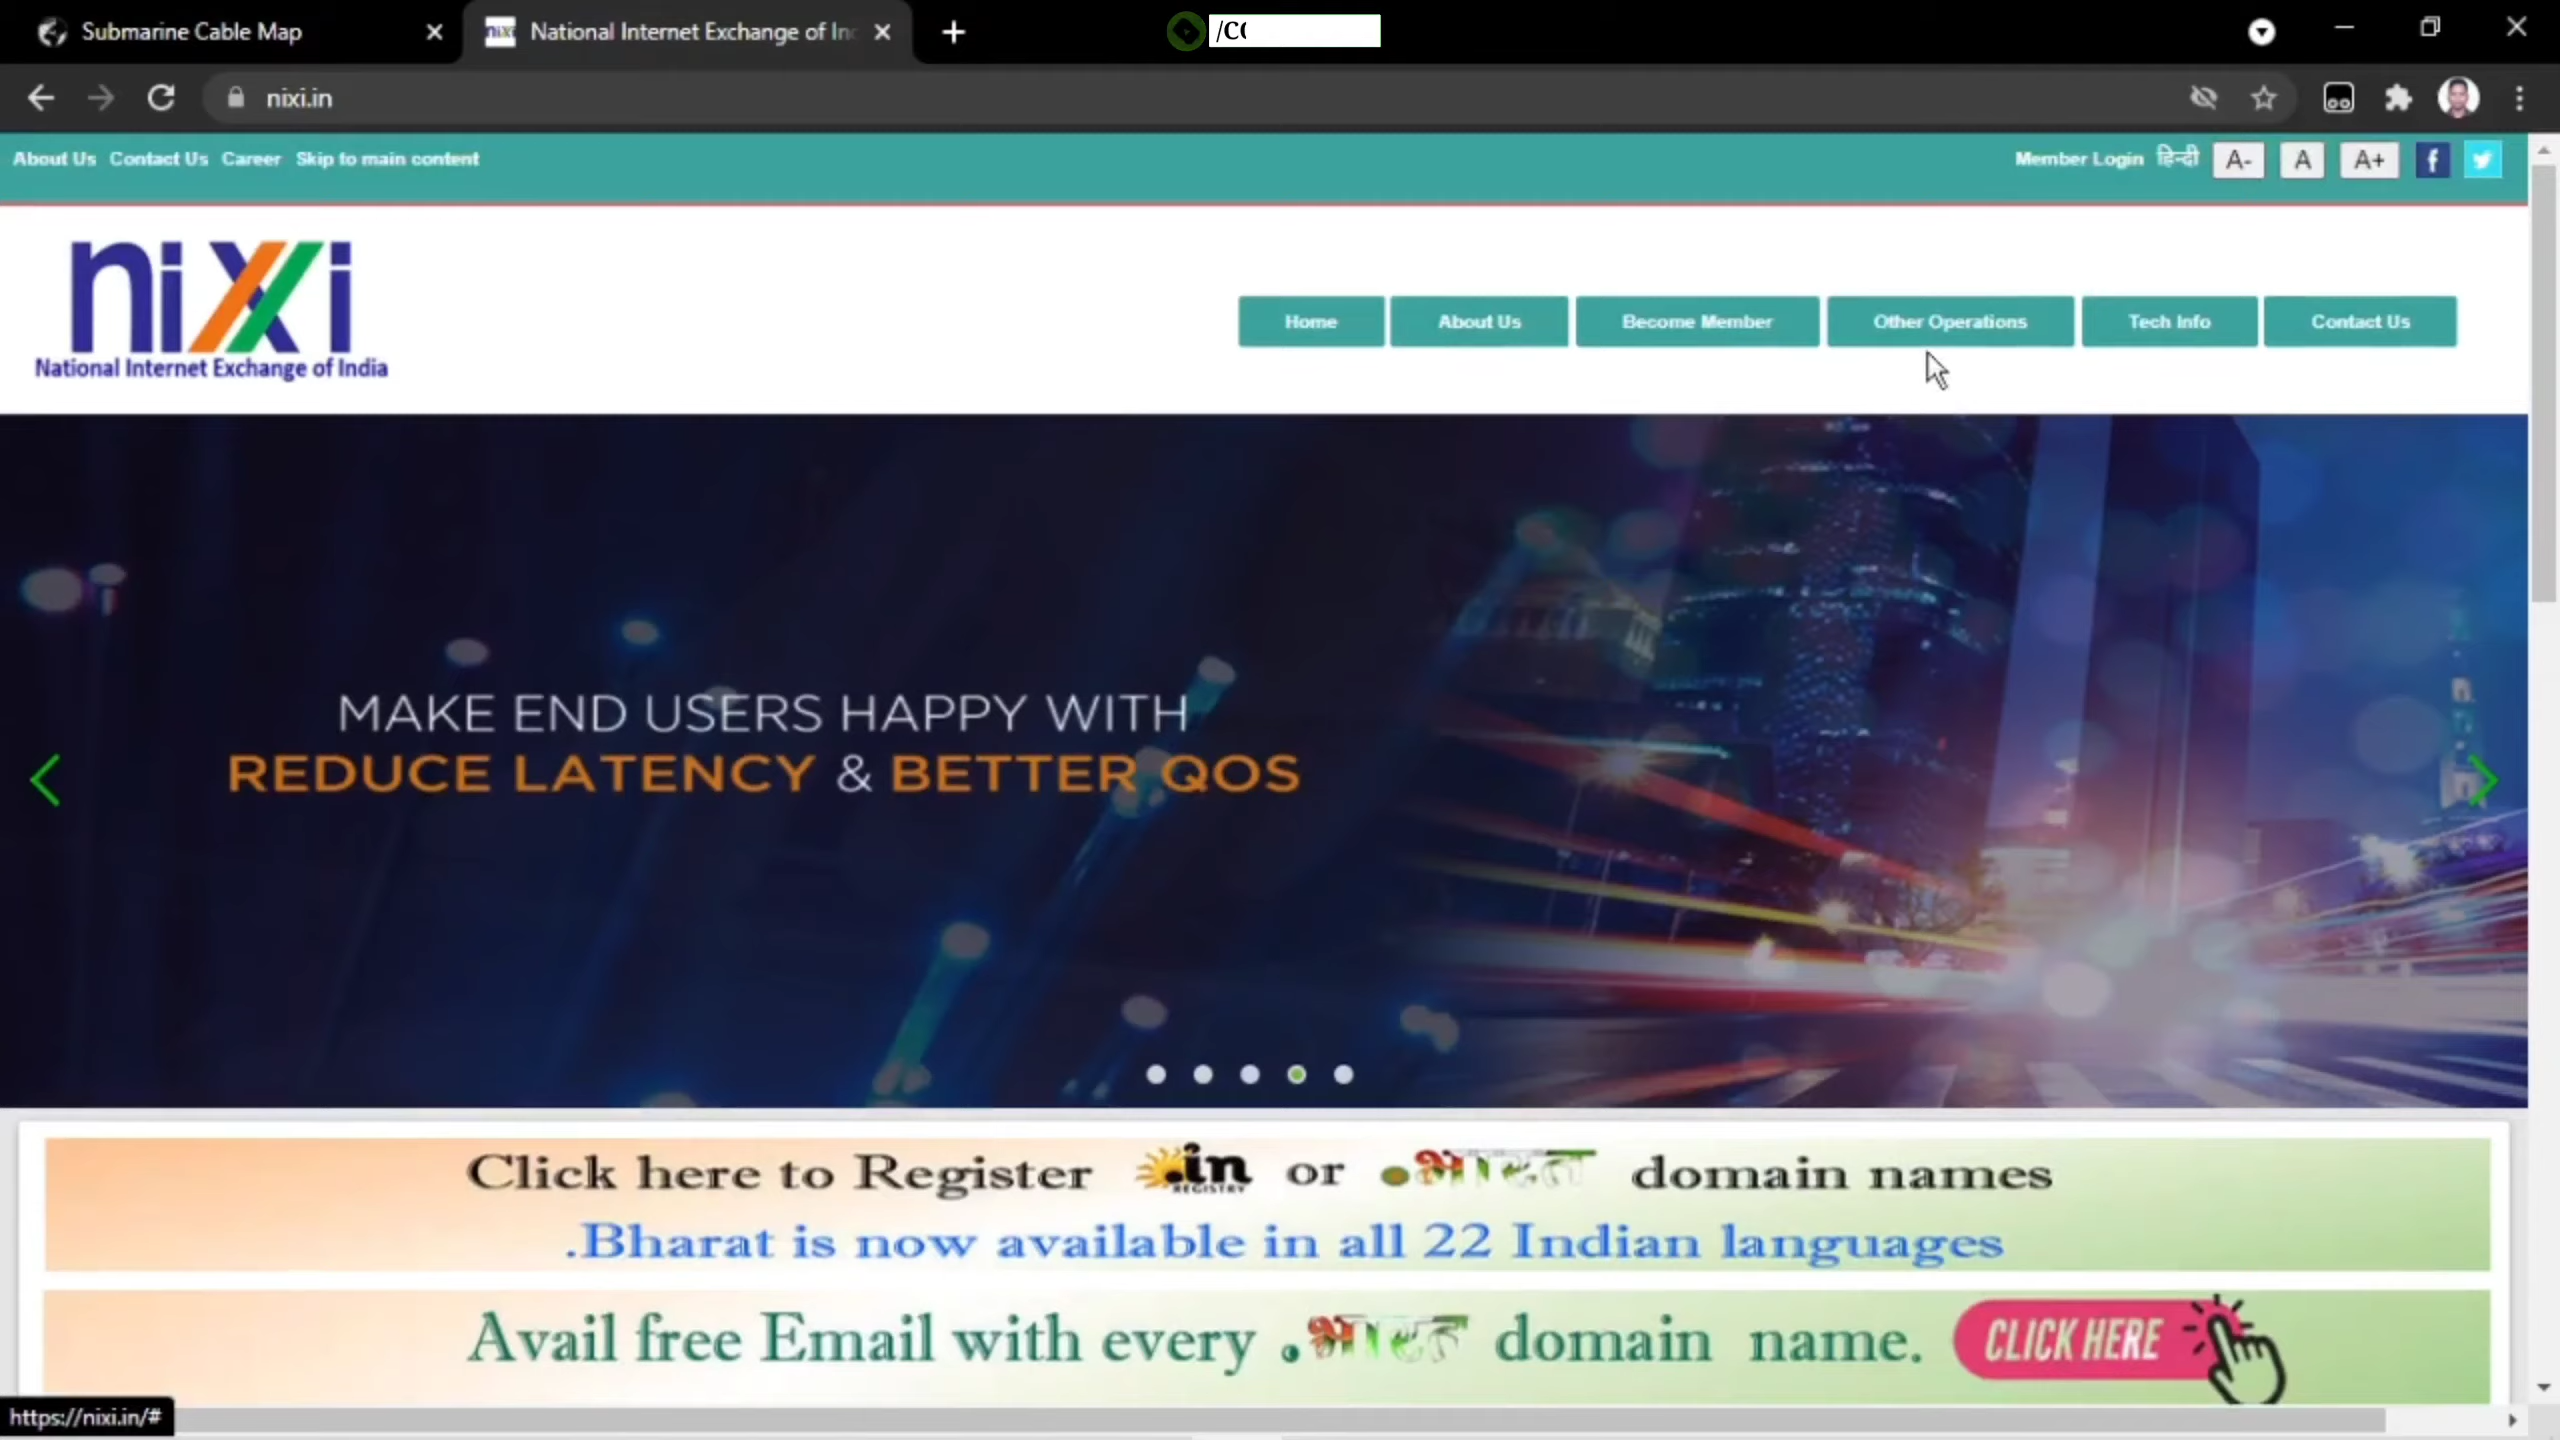 Submarine Cable Map
National Internet Exchange of In
/C
nixi.in
About Us Contact Us Career Skip to main content
Member Login हिन्दी A- A A+
nixi
National Internet Exchange of India
Home About Us Become Member Other Operations Tech Info Contact Us
MAKE END USERS HAPPY WITH
REDUCE LATENCY & BETTER QOS
Click here to Register .in REGISTRY or .भारत domain names
.Bharat is now available in all 22 Indian languages
Avail free Email with every .भारत domain name. CLICK HERE
https://nixi.in/#